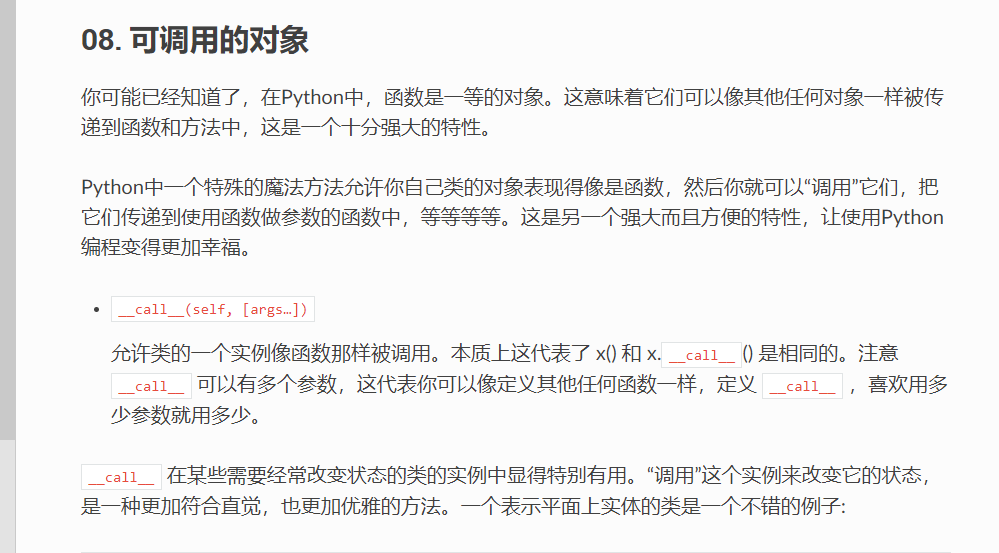 08. 可调用的对象
你可能已经知道了，在Python中，函数是一等的对象。这意味着它们可以像其他任何对象一样被传
递到函数和方法中，这是一个十分强大的特性。
Python中一个特殊的魔法方法允许你自己类的对象表现得像是函数，然后你就可以“调用”它们，把
它们传递到使用函数做参数的函数中，等等等等。这是另一个强大而且方便的特性，让使用Python
编程变得更加幸福。
• __call__(self, [args…])
允许类的一个实例像函数那样被调用。本质上这代表了 x() 和 x.__call__() 是相同的。注意
__call__ 可以有多个参数，这代表你可以像定义其他任何函数一样，定义 __call__ ，喜欢用多
少参数就用多少。
__call__ 在某些需要经常改变状态的类的实例中显得特别有用。“调用”这个实例来改变它的状态，
是一种更加符合直觉，也更加优雅的方法。一个表示平面上实体的类是一个不错的例子: